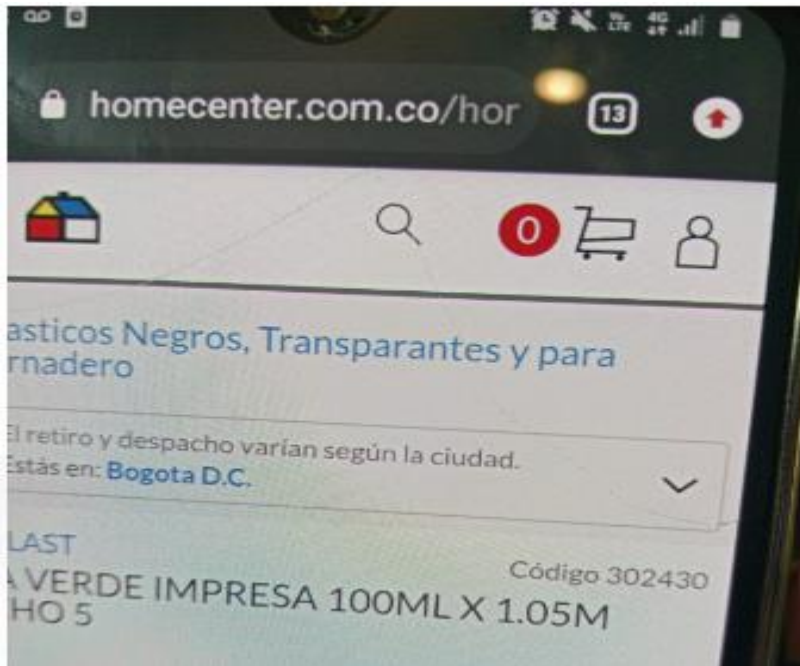 4G
homecenter.com.co/hor
13
0
asticos Negros, Transparantes y para
rnadero
El retiro y despacho varían según la ciudad.
Estás en: Bogota D.C.
LAST
Código 302430
A VERDE IMPRESA 100ML X 1.05M
HO 5